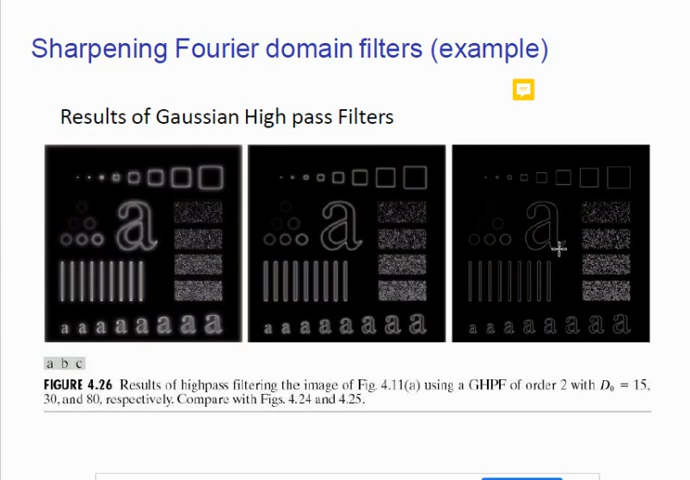 Sharpening Fourier domain filters (example)
Results of Gaussian High pass Filters
a
a
a
a a a a a a a a
a a a a a a a a
a a a a a a a a
a b c
FIGURE 4.26 Results of highpass filtering the image of Fig. 4.11(a) using a GHPF of order 2 with D₀ = 15,
30, and 80, respectively. Compare with Figs. 4.24 and 4.25.